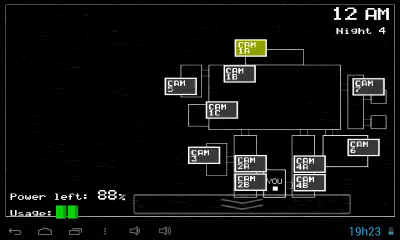 12 AM
Night 4
CAM
1A
CAM
1B
CAM
5
CAM
7
CAM
1C
CAM
3
CAM
6
CAM
2A
CAM
4A
CAM
2B
YOU
CAM
4B
Power left: 88%
Usage:
19h23